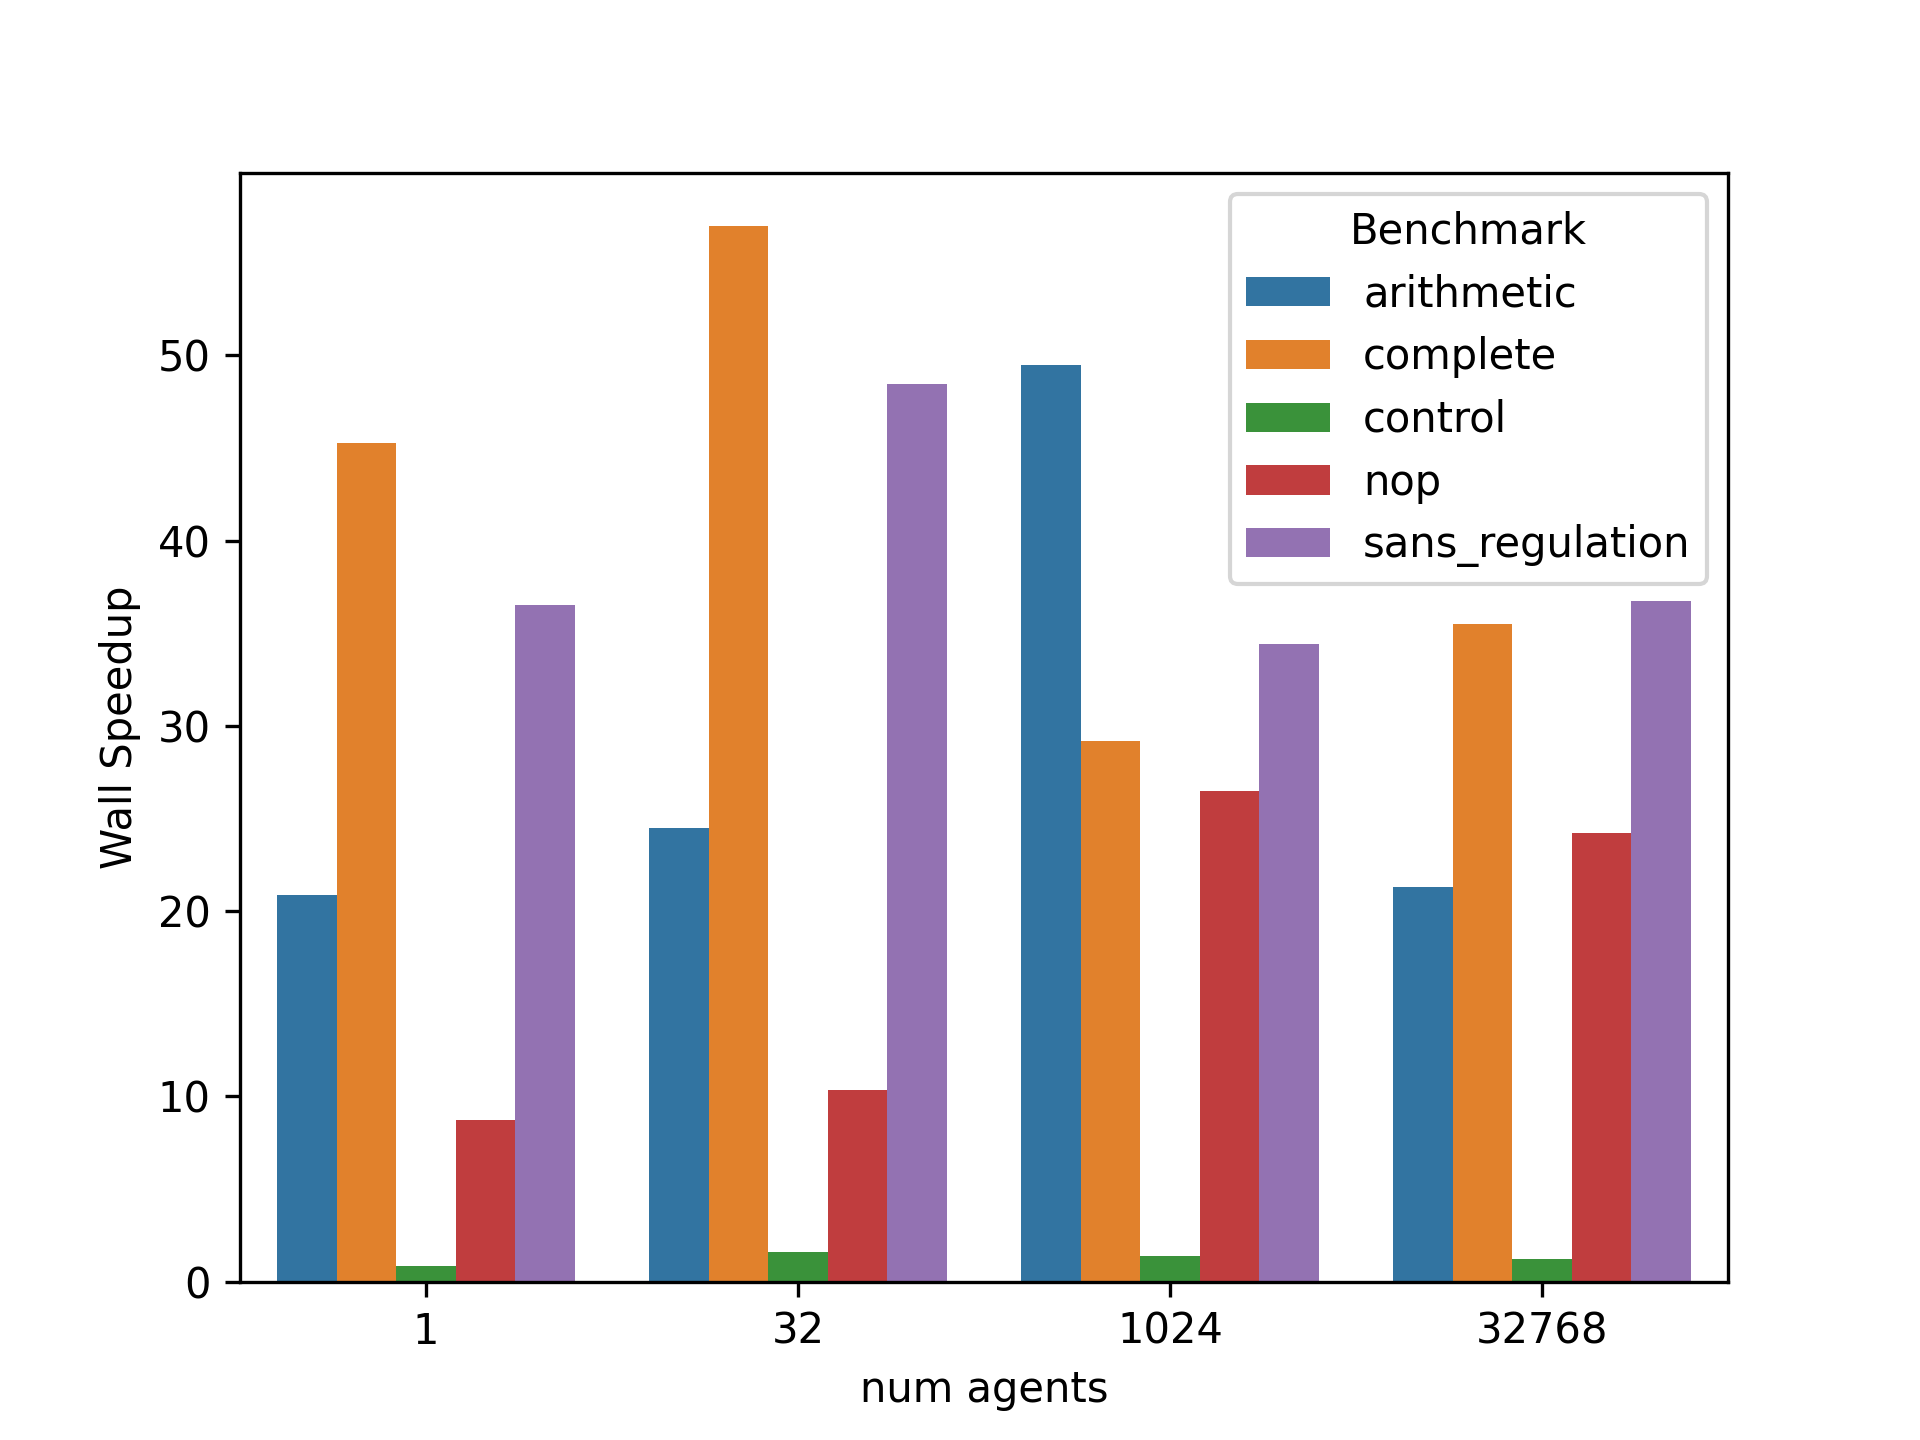 Benchmark
arithmetic
complete
control
nop
sans_regulation
Wall Speedup
50
40
30
20
10
0
1 32 1024 32768
num agents